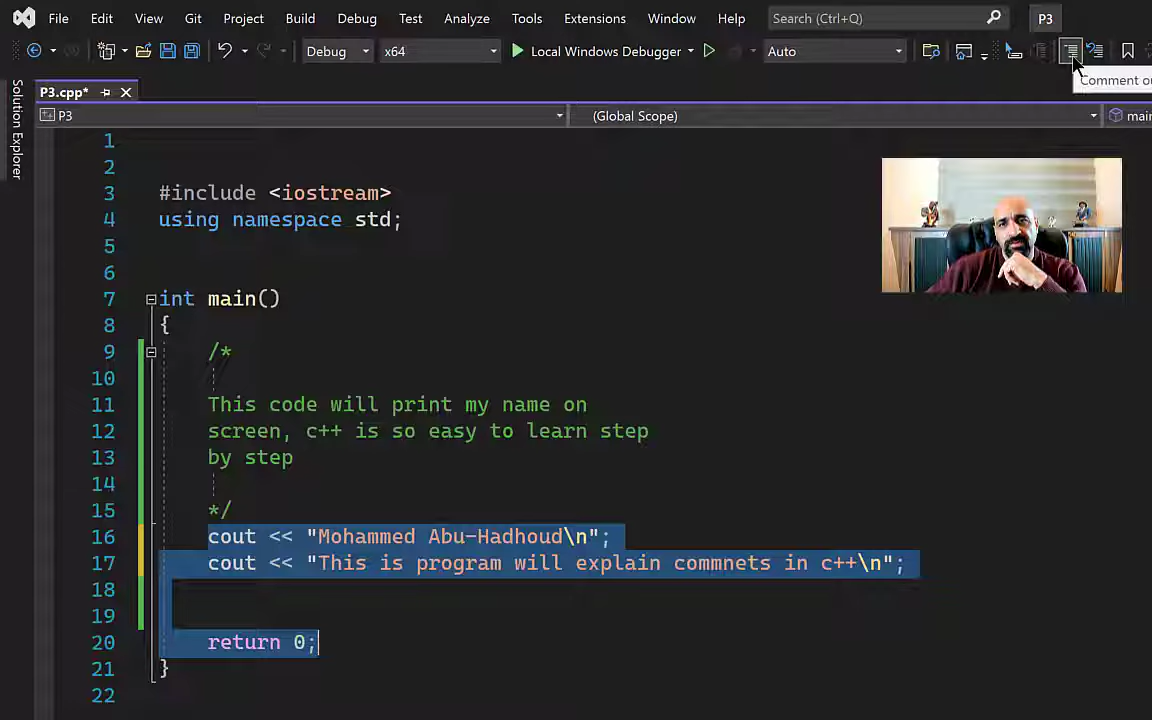 File Edit View Git Project Build Debug Test Analyze Tools Extensions Window Help Search (Ctrl+Q) P3
Debug x64 Local Windows Debugger Auto
Comment
Solution Explorer
P3.cpp*
P3 (Global Scope)
1
2
3 #include <iostream>
4 using namespace std;
5
6
7 int main()
8 {
9 /*
10
11 This code will print my name on
12 screen, c++ is so easy to learn step
13 by step
14
15 */
16 cout << "Mohammed Abu-Hadhoud\n";
17 cout << "This is program will explain commnets in c++\n";
18
19
20 return 0;
21 }
22